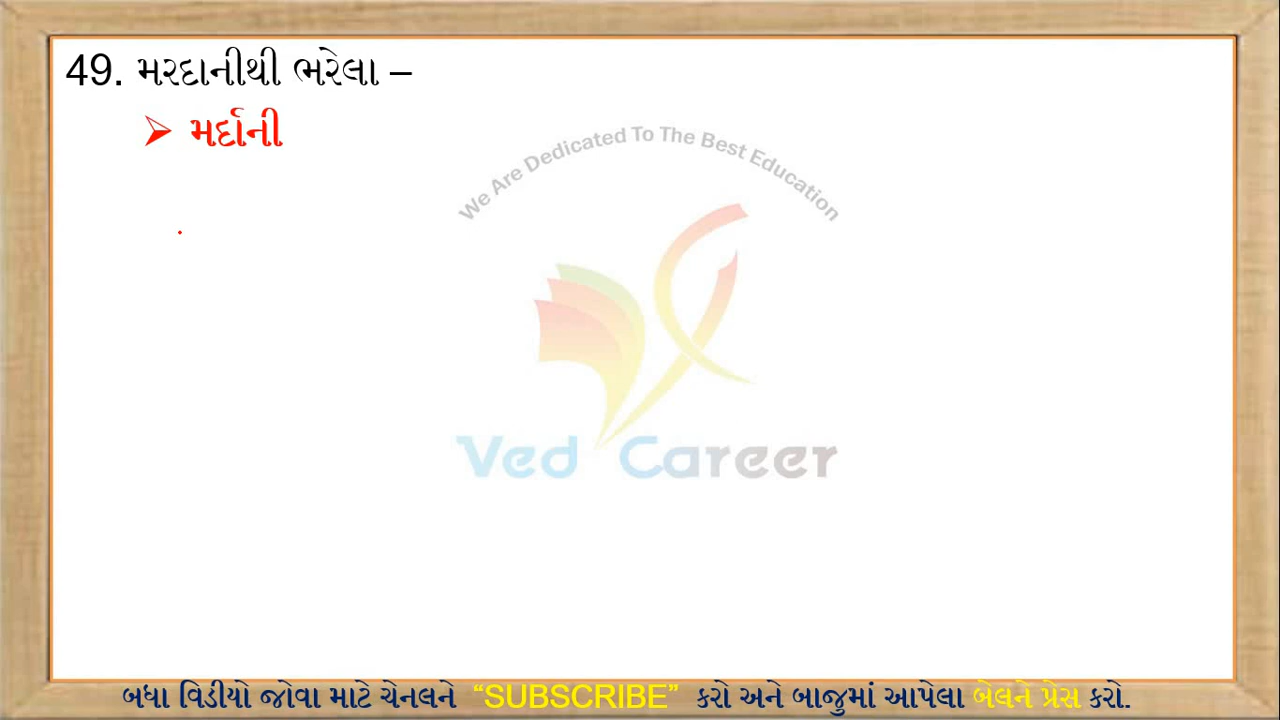 49. મરદાનીથી ભરેલા –
➢ મર્દાની
We Are Dedicated To The Best Education
Ved Career
બધા વિડીયો જોવા માટે ચેનલને “SUBSCRIBE” કરો અને બાજુમાં આપેલા બેલને પ્રેસ કરો.